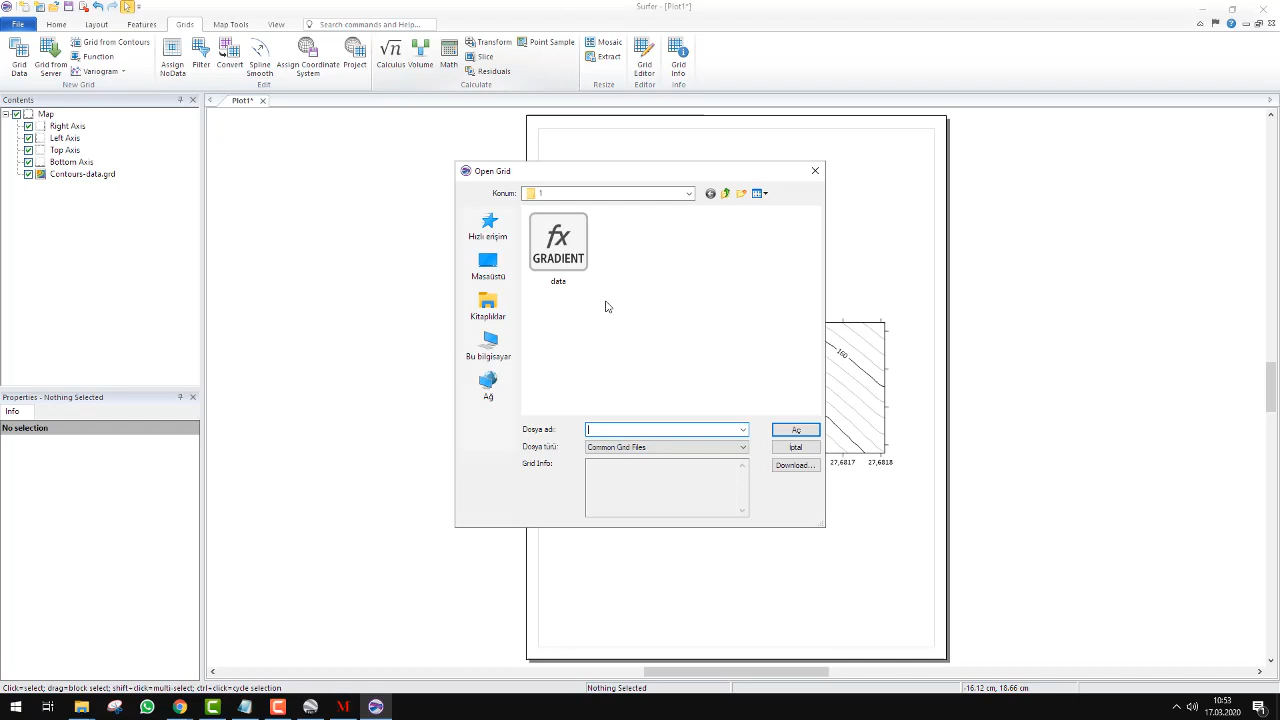 Surfer - [Plot1*]
File Home Layout Features Grids Map Tools View Search commands and Help...
Grid Data
Grid from Server
Grid from Contours
Function
Variogram
New Grid
Assign NoData
Filter
Convert
Spline Smooth
Assign Coordinate System
Project
Edit
Calculus
Volume
Math
Transform
Slice
Residuals
Point Sample
Calculate
Mosaic
Extract
Resize
Grid Editor
Editor
Grid Info
Info
Contents
Plot1*
Map
Right Axis
Left Axis
Top Axis
Bottom Axis
Contours-data.grd
Open Grid
Konum: 1
Hızlı erişim
Masaüstü
Kitaplıklar
Bu bilgisayar
Ağ
fx
GRADIENT
data
Dosya adı:
Aç
Dosya türü: Common Grid Files
İptal
Grid Info:
Download...
160
27,6817 27,6818
Properties - Nothing Selected
Info
No selection
Click=select; drag=block select; shift+click=multi-select; ctrl+click=cycle selection
Nothing Selected
-16.12 cm, 18.66 cm
10:53
17.03.2020